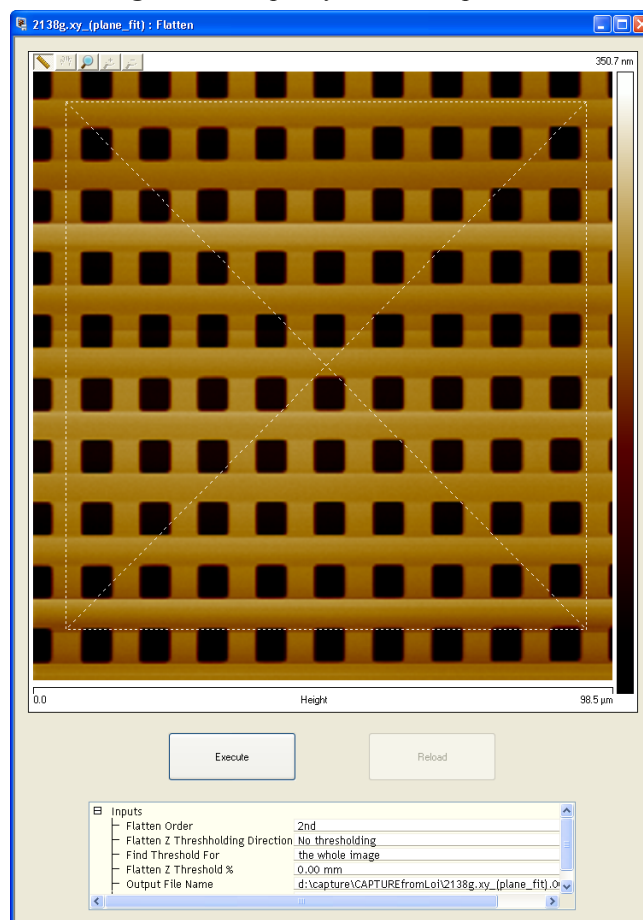 2138g.xy_(plane_fit) : Flatten
350.7 nm
0.0 Height 98.5 µm
Execute Reload
Inputs
Flatten Order 2nd
Flatten Z Threshholding Direction No thresholding
Find Threshold For the whole image
Flatten Z Threshold % 0.00 mm
Output File Name d:\capture\CAPTUREfromLoi\2138g.xy_(plane_fit).0